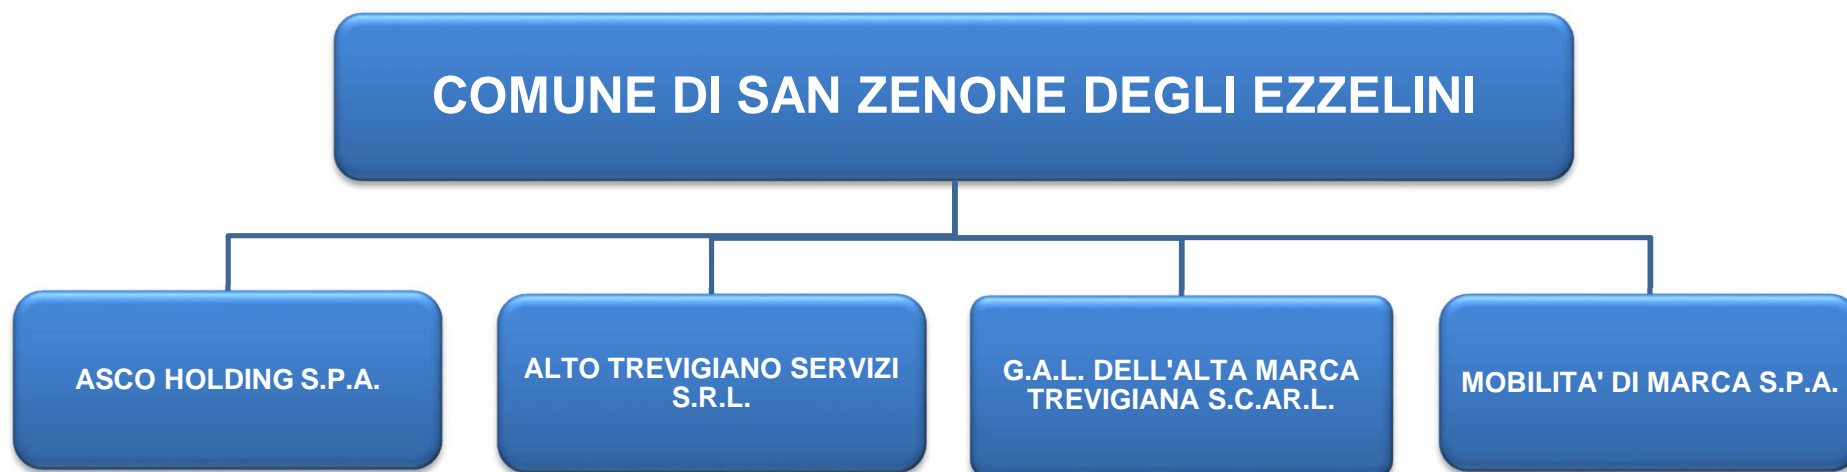 COMUNE DI SAN ZENONE DEGLI EZZELINI
ASCO HOLDING S.P.A.
ALTO TREVIGIANO SERVIZI
S.R.L.
G.A.L. DELL'ALTA MARCA
TREVIGIANA S.C.AR.L.
MOBILITA' DI MARCA S.P.A.